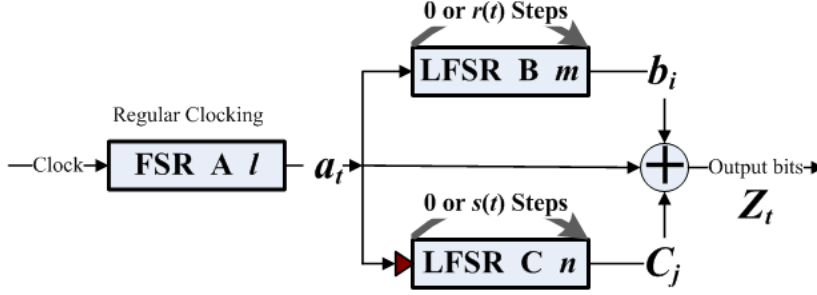 0 or r(t) Steps
LFSR B m
b_i
Regular Clocking
Clock
FSR A l
a_t
Output bits
Z_t
0 or s(t) Steps
LFSR C n
C_j